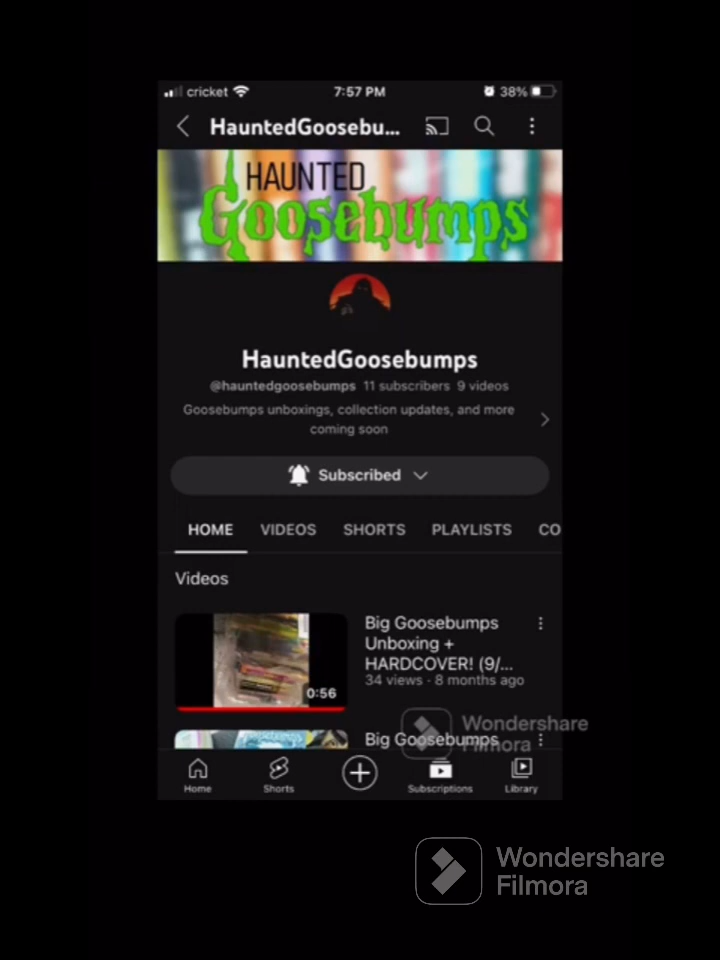 cricket 7:57 PM 38%
HauntedGoosebu...
HAUNTED
Goosebumps
HauntedGoosebumps
@hauntedgoosebumps 11 subscribers 9 videos
Goosebumps unboxings, collection updates, and more
coming soon
Subscribed
HOME VIDEOS SHORTS PLAYLISTS CO
Videos
Big Goosebumps
Unboxing +
HARDCOVER! (9/...
34 views · 8 months ago
0:56
Big Goosebumps
Wondershare
Filmora
Home Shorts Subscriptions Library
Wondershare
Filmora